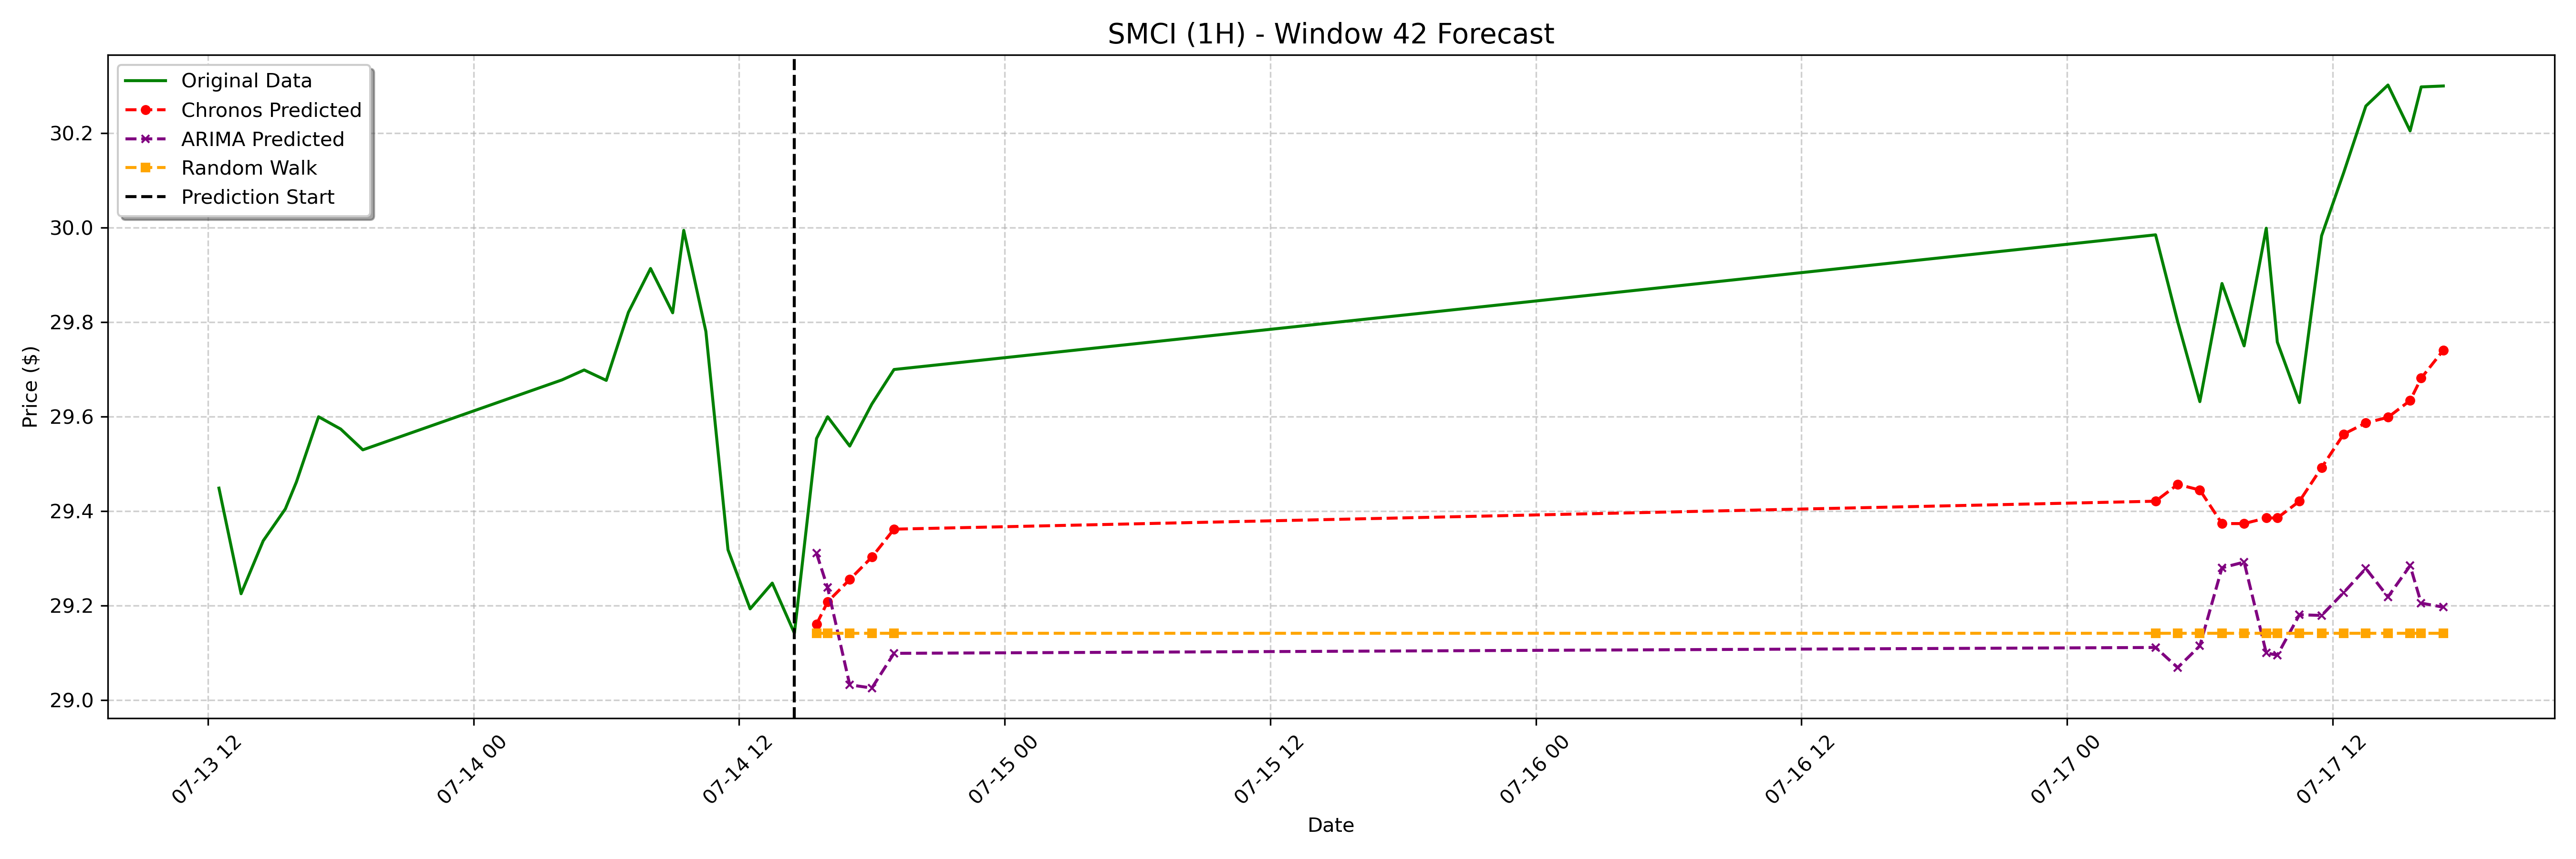 SMCI (1H) - Window 42 Forecast
Original Data
Chronos Predicted
ARIMA Predicted
Random Walk
Prediction Start
Price ($)
30.2
30.0
29.8
29.6
29.4
29.2
29.0
07-13 12
07-14 00
07-14 12
07-15 00
07-15 12
07-16 00
07-16 12
07-17 00
07-17 12
Date